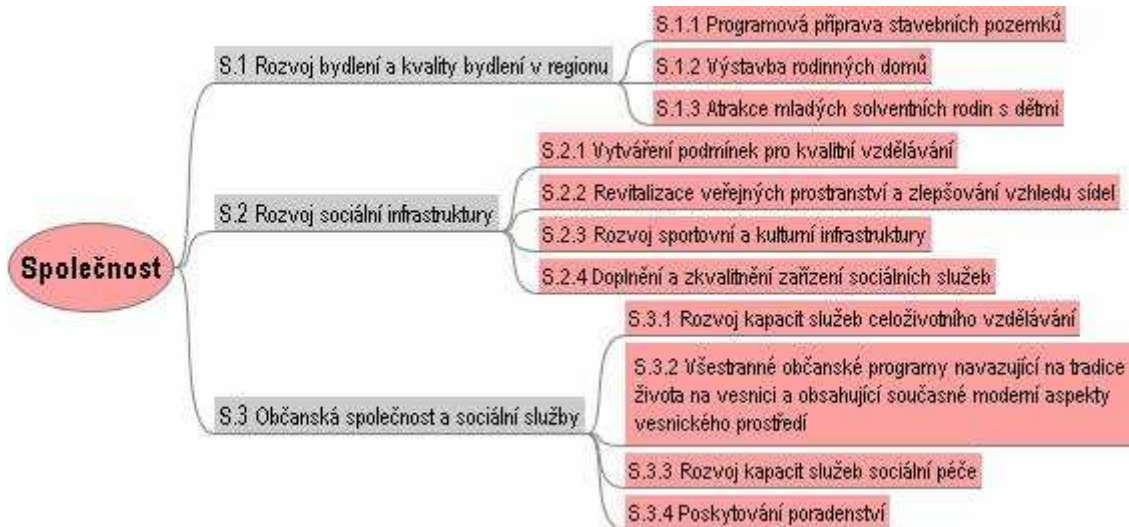 Společnost
S.1 Rozvoj bydlení a kvality bydlení v regionu
S.1.1 Programová příprava stavebních pozemků
S.1.2 Výstavba rodinných domů
S.1.3 Atrakce mladých solventních rodin s dětmi
S.2 Rozvoj sociální infrastruktury
S.2.1 Vytváření podmínek pro kvalitní vzdělávání
S.2.2 Revitalizace veřejných prostranství a zlepšování vzhledu sídel
S.2.3 Rozvoj sportovní a kulturní infrastruktury
S.2.4 Doplnění a zkvalitnění zařízení sociálních služeb
S.3 Občanská společnost a sociální služby
S.3.1 Rozvoj kapacit služeb celoživotního vzdělávání
S.3.2 Všestranné občanské programy navazující na tradice
života na vesnici a obsahující současné moderní aspekty
vesnického prostředí
S.3.3 Rozvoj kapacit služeb sociální péče
S.3.4 Poskytování poradenství